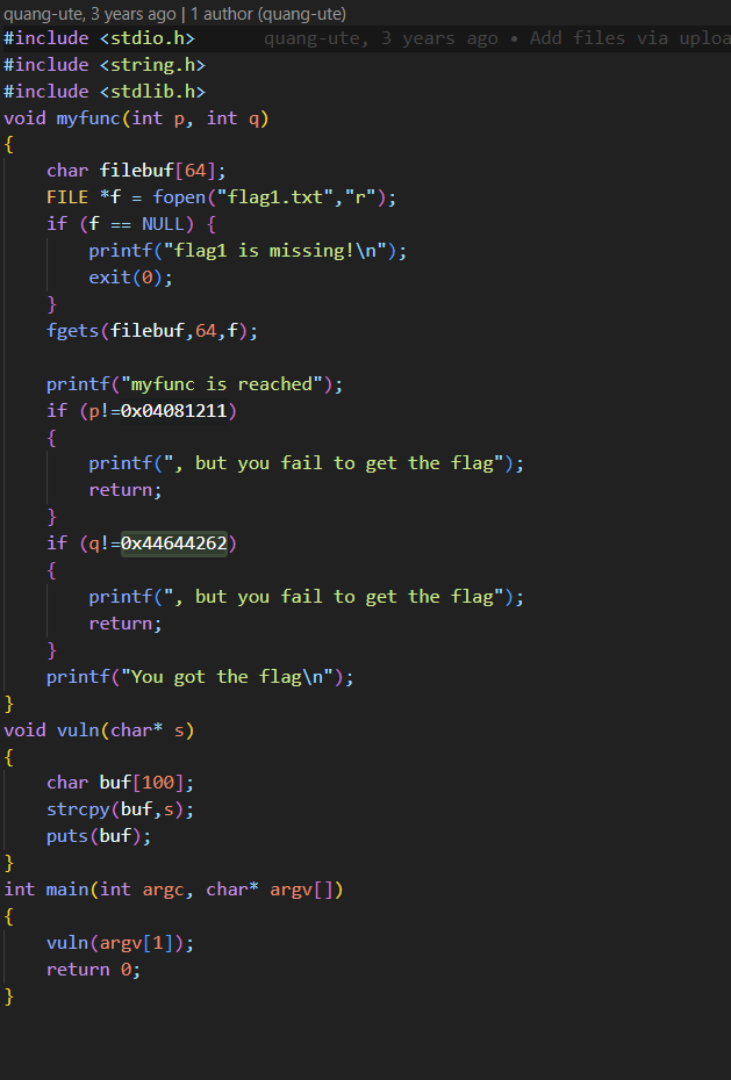 quang-ute, 3 years ago | 1 author (quang-ute)
#include <stdio.h> quang-ute, 3 years ago • Add files via uploa
#include <string.h>
#include <stdlib.h>
void myfunc(int p, int q)
{
    char filebuf[64];
    FILE *f = fopen("flag1.txt","r");
    if (f == NULL) {
        printf("flag1 is missing!\n");
        exit(0);
    }
    fgets(filebuf,64,f);

    printf("myfunc is reached");
    if (p!=0x04081211)
    {
        printf(", but you fail to get the flag");
        return;
    }
    if (q!=0x44644262)
    {
        printf(", but you fail to get the flag");
        return;
    }
    printf("You got the flag\n");
}
void vuln(char* s)
{
    char buf[100];
    strcpy(buf,s);
    puts(buf);
}
int main(int argc, char* argv[])
{
    vuln(argv[1]);
    return 0;
}